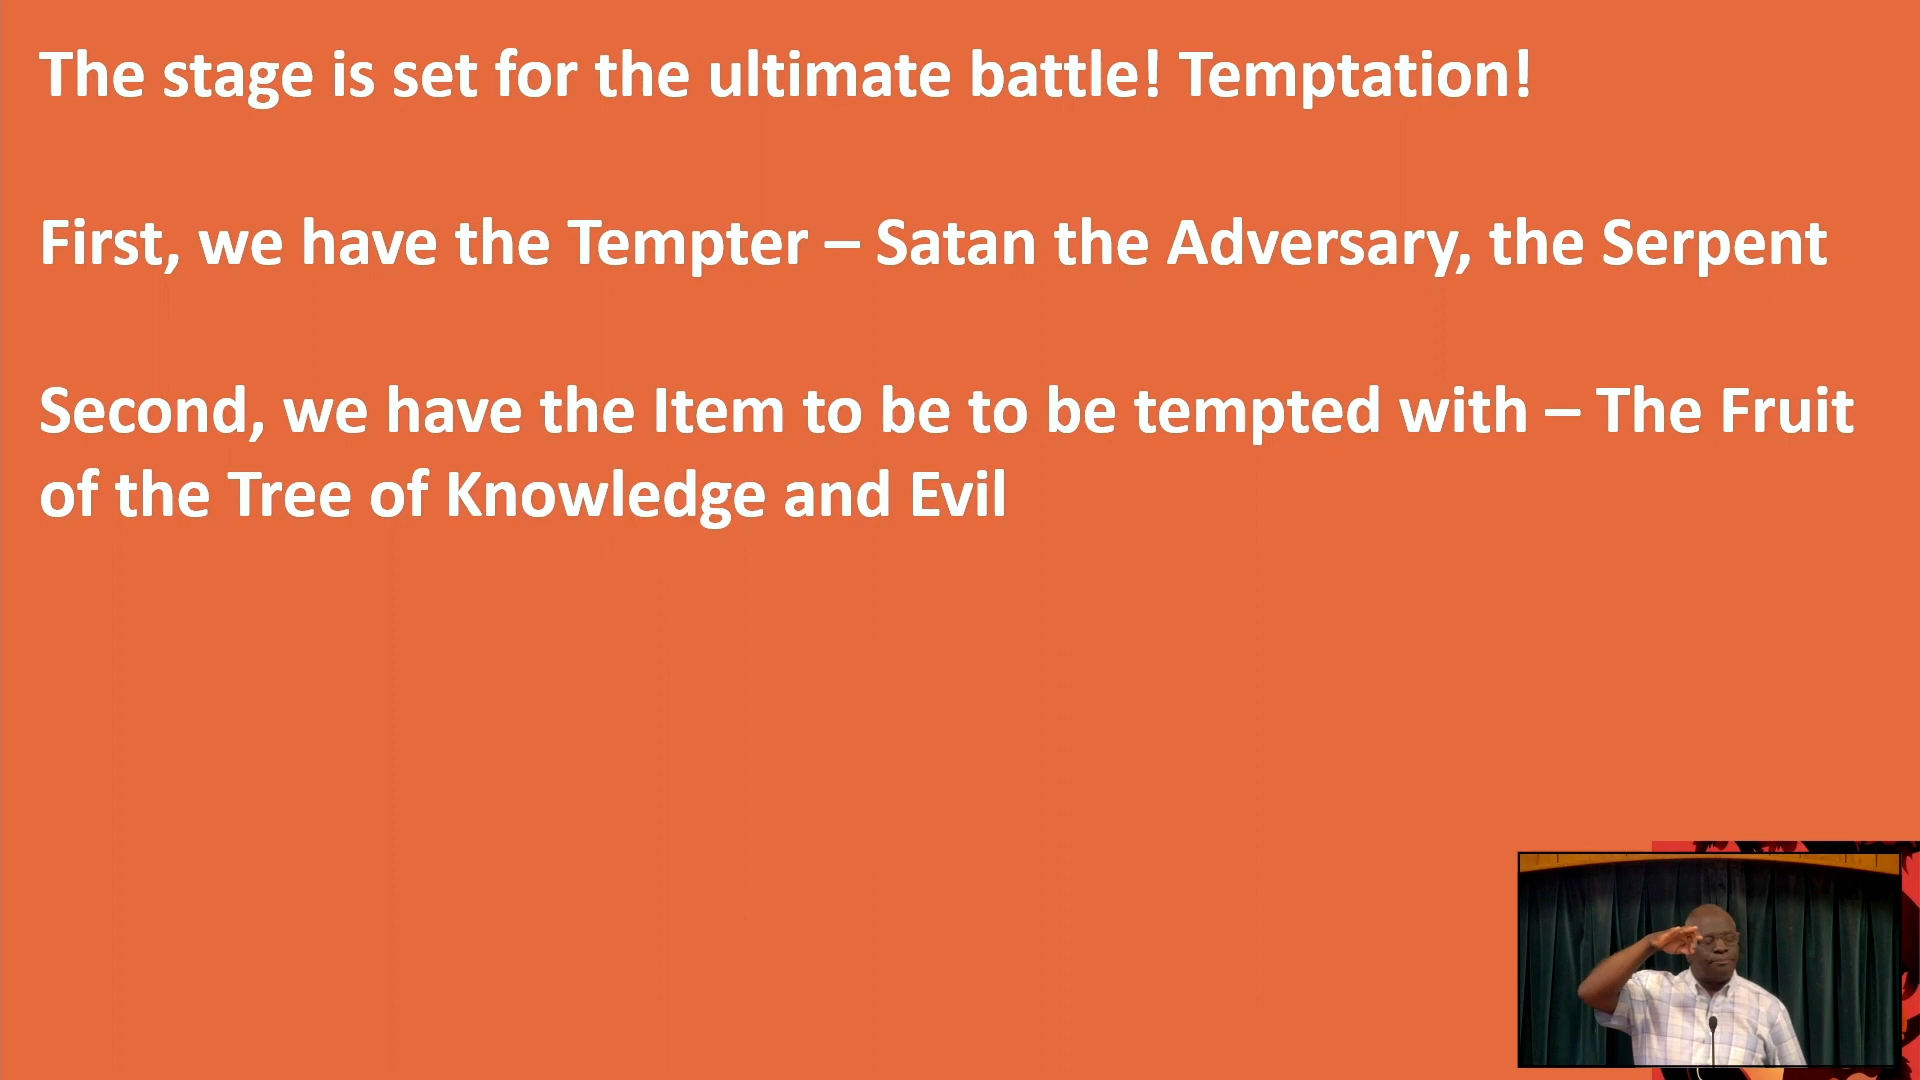 The stage is set for the ultimate battle! Temptation!
First, we have the Tempter – Satan the Adversary, the Serpent
Second, we have the Item to be to be tempted with – The Fruit
of the Tree of Knowledge and Evil